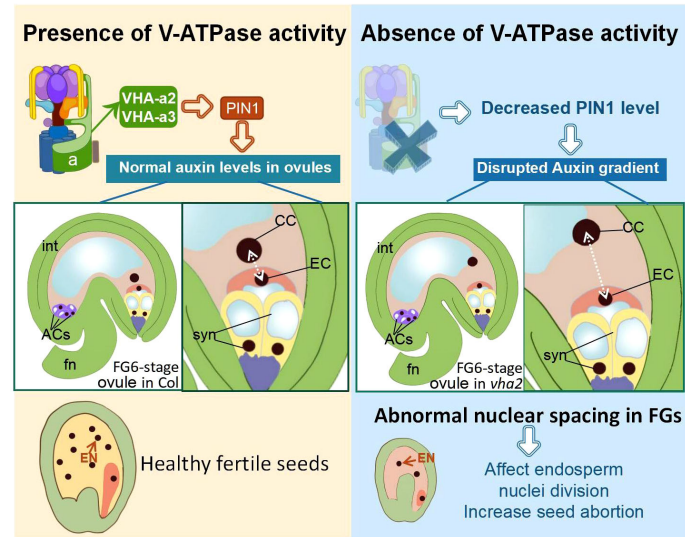 Presence of V-ATPase activity
VHA-a2
VHA-a3
PIN1
a
Normal auxin levels in ovules
int
ACs
fn
FG6-stage
ovule in Col
CC
EC
syn
EN
Healthy fertile seeds
Absence of V-ATPase activity
Decreased PIN1 level
Disrupted Auxin gradient
int
ACs
fn
FG6-stage
ovule in vha2
CC
EC
syn
Abnormal nuclear spacing in FGs
EN
Affect endosperm
nuclei division
Increase seed abortion